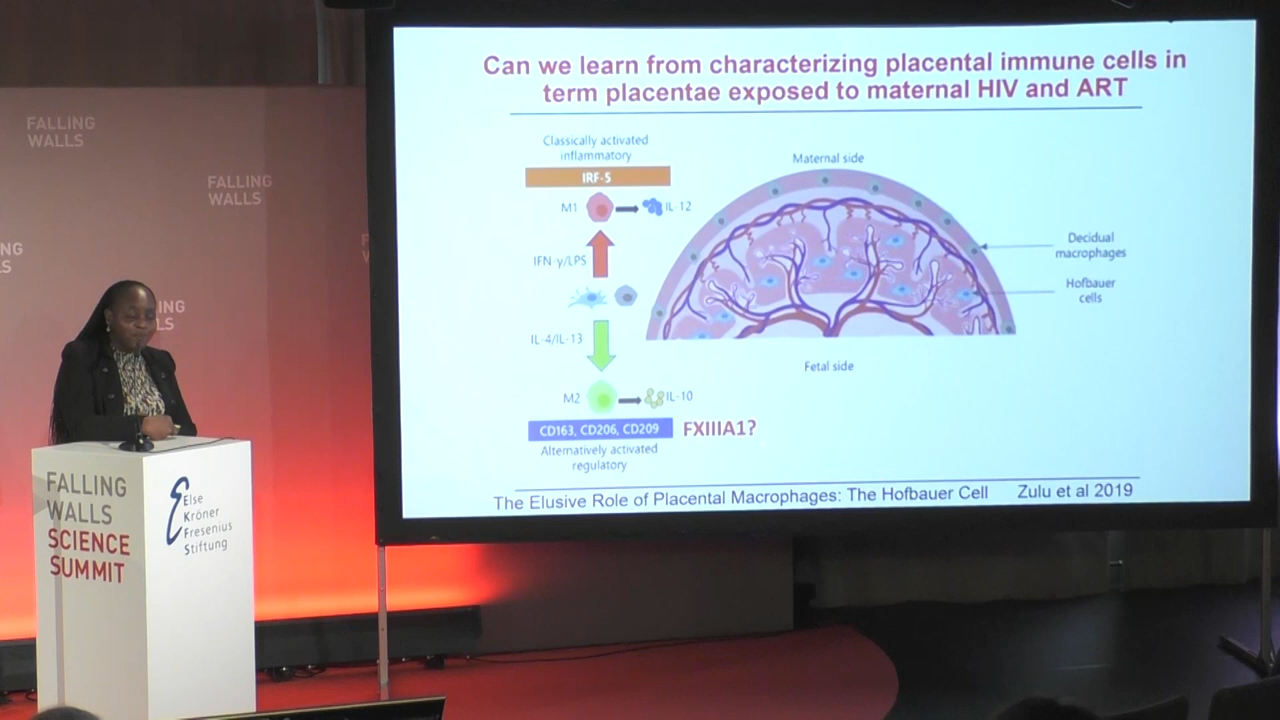 Can we learn from characterizing placental immune cells in
term placentae exposed to maternal HIV and ART
Classically activated
inflammatory
IRF-5
M1
IL-12
IFN-γ/LPS
IL-4/IL-13
M2
IL-10
CD163, CD206, CD209
FXIIIA1?
Alternatively activated
regulatory
Maternal side
Decidual
macrophages
Hofbauer
cells
Fetal side
The Elusive Role of Placental Macrophages: The Hofbauer Cell Zulu et al 2019
FALLING
WALLS
FALLING
WALLS
NG
S
ING
LS
FALLING
WALLS
SCIENCE
SUMMIT
Else
Kröner
Fresenius
Stiftung